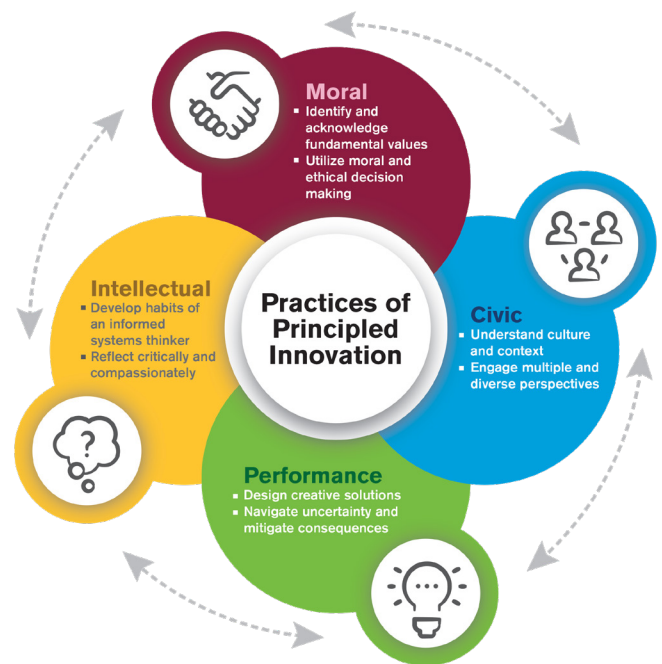 Moral
▪ Identify and
acknowledge
fundamental values
▪ Utilize moral and
ethical decision
making
Intellectual
▪ Develop habits of
an informed
systems thinker
▪ Reflect critically and
compassionately
Practices of
Principled
Innovation
Civic
▪ Understand culture
and context
▪ Engage multiple and
diverse perspectives
Performance
▪ Design creative solutions
▪ Navigate uncertainty and
mitigate consequences
?